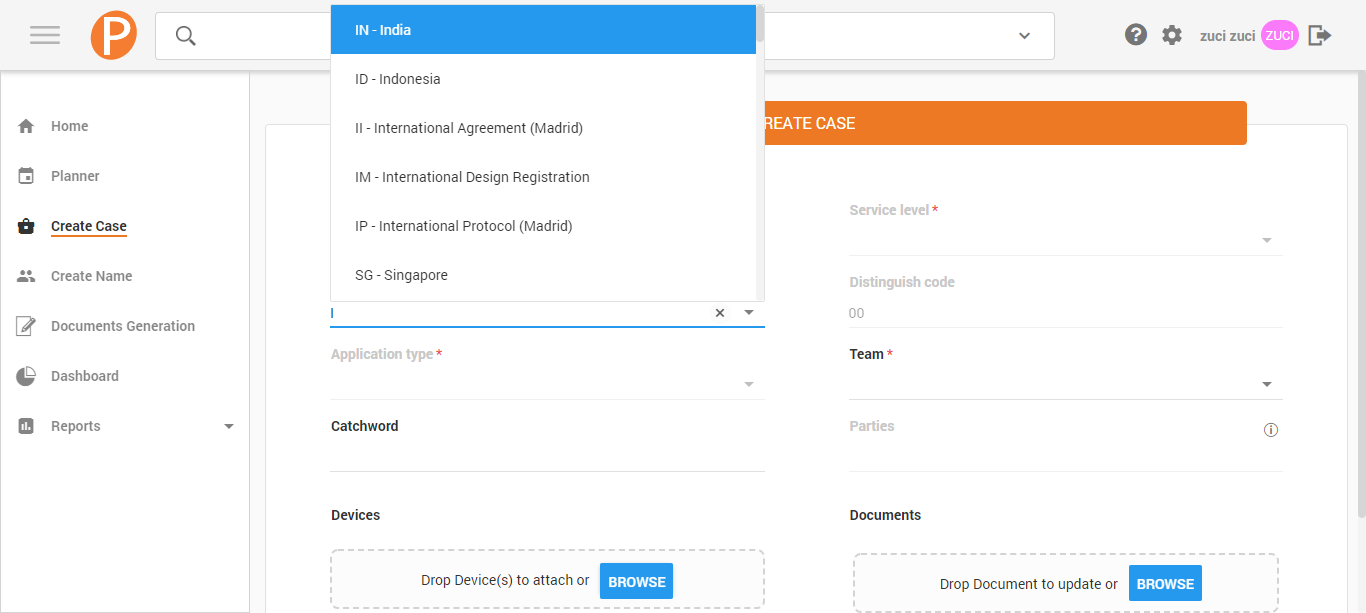 P
zuci zuci
ZUCI
Home
Planner
Create Case
Create Name
Documents Generation
Dashboard
Reports
IN - India
ID - Indonesia
II - International Agreement (Madrid)
IM - International Design Registration
IP - International Protocol (Madrid)
SG - Singapore
I
REATE CASE
Service level *
Distinguish code
00
Application type *
Team *
Catchword
Parties
Devices
Documents
Drop Device(s) to attach or BROWSE
Drop Document to update or BROWSE